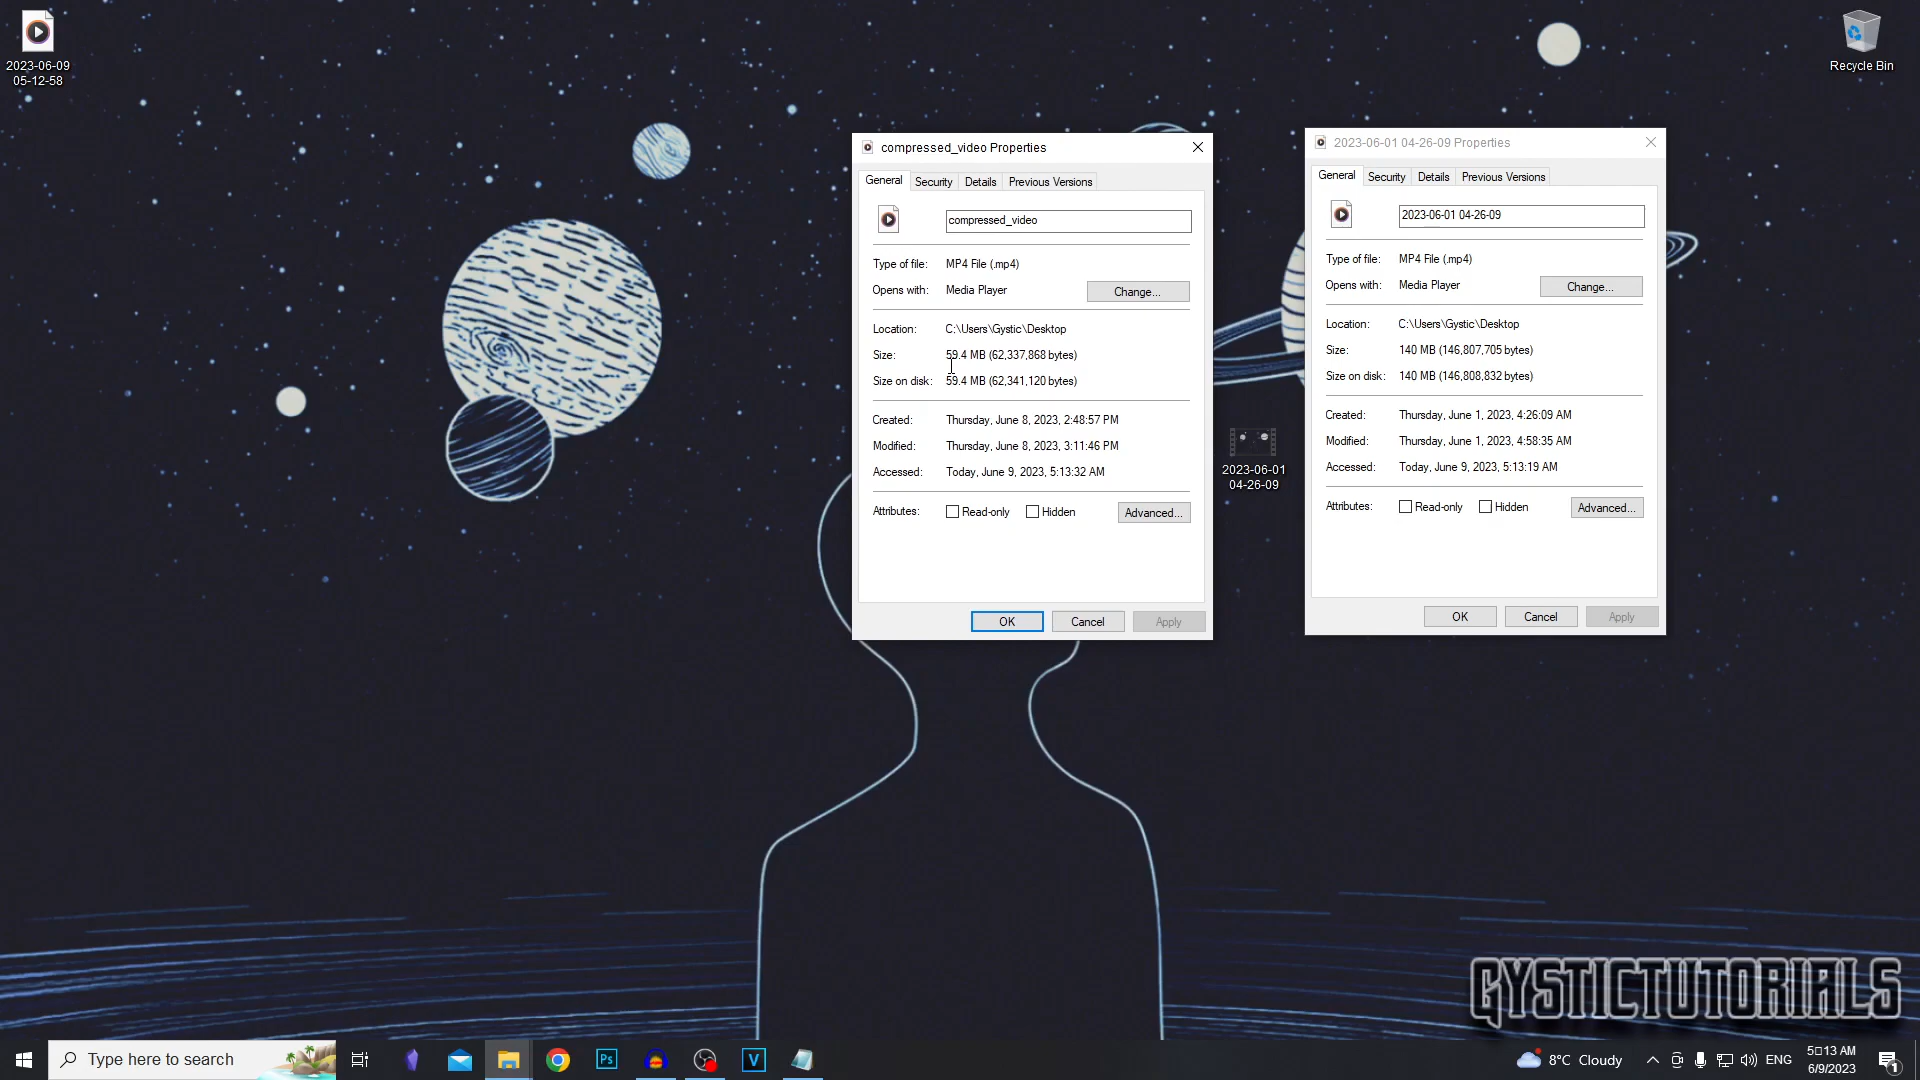 2023-06-09
05-12-58
Recycle Bin
compressed_video Properties
General
Security
Details
Previous Versions
compressed_video
Type of file:
MP4 File (.mp4)
Opens with:
Media Player
Change...
Location:
C:\Users\Gystic\Desktop
Size:
59.4 MB (62,337,868 bytes)
Size on disk:
59.4 MB (62,341,120 bytes)
Created:
Thursday, June 8, 2023, 2:48:57 PM
Modified:
Thursday, June 8, 2023, 3:11:46 PM
Accessed:
Today, June 9, 2023, 5:13:32 AM
Attributes:
Read-only
Hidden
Advanced...
OK
Cancel
Apply
2023-06-01
04-26-09
2023-06-01 04-26-09 Properties
General
Security
Details
Previous Versions
2023-06-01 04-26-09
Type of file:
MP4 File (.mp4)
Opens with:
Media Player
Change...
Location:
C:\Users\Gystic\Desktop
Size:
140 MB (146,807,705 bytes)
Size on disk:
140 MB (146,808,832 bytes)
Created:
Thursday, June 1, 2023, 4:26:09 AM
Modified:
Thursday, June 1, 2023, 4:58:35 AM
Accessed:
Today, June 9, 2023, 5:13:19 AM
Attributes:
Read-only
Hidden
Advanced...
OK
Cancel
Apply
GYSTICTUTORIALS
Type here to search
Ps
V
8°C Cloudy
ENG
5□13 AM
6/9/2023
1